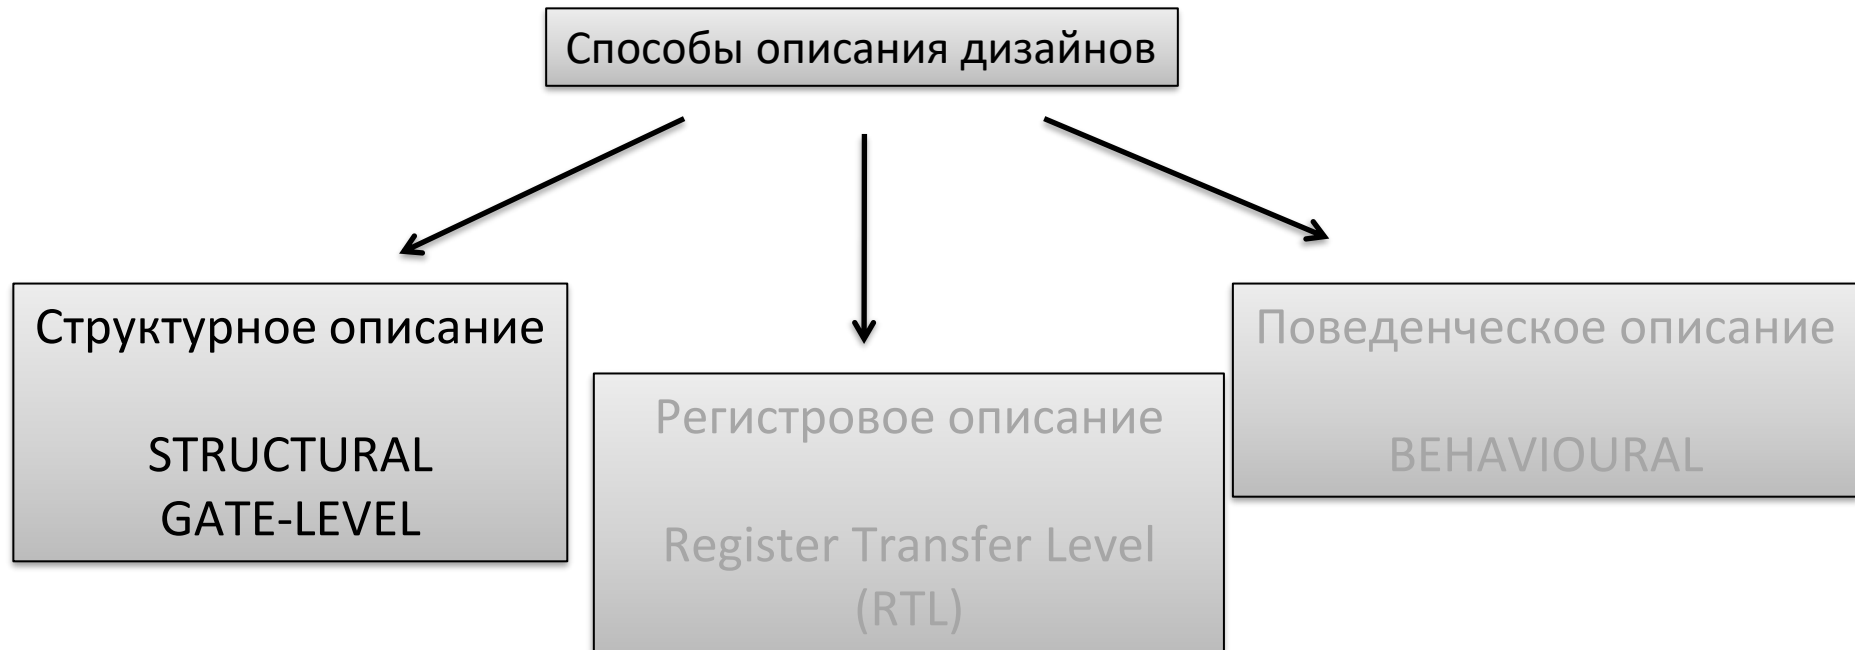 Способы описания дизайнов
Структурное описание
STRUCTURAL
GATE-LEVEL
Регистровое описание
Register Transfer Level
(RTL)
Поведенческое описание
BEHAVIOURAL